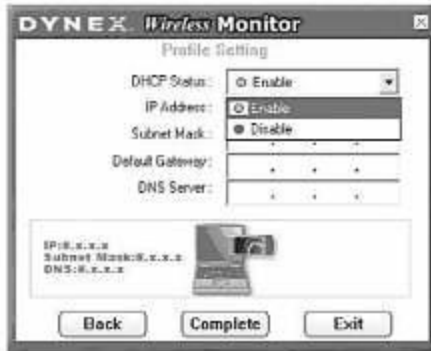 DYNEX Wireless Monitor
Profile Setting
DHCP Status: Enable
IP Address: Enable
Disable
Subnet Mask:
Default Gateway:
DNS Server:
IP:x.x.x.x
Subnet Mask:x.x.x.x
DNS:x.x.x.x
Back Complete Exit